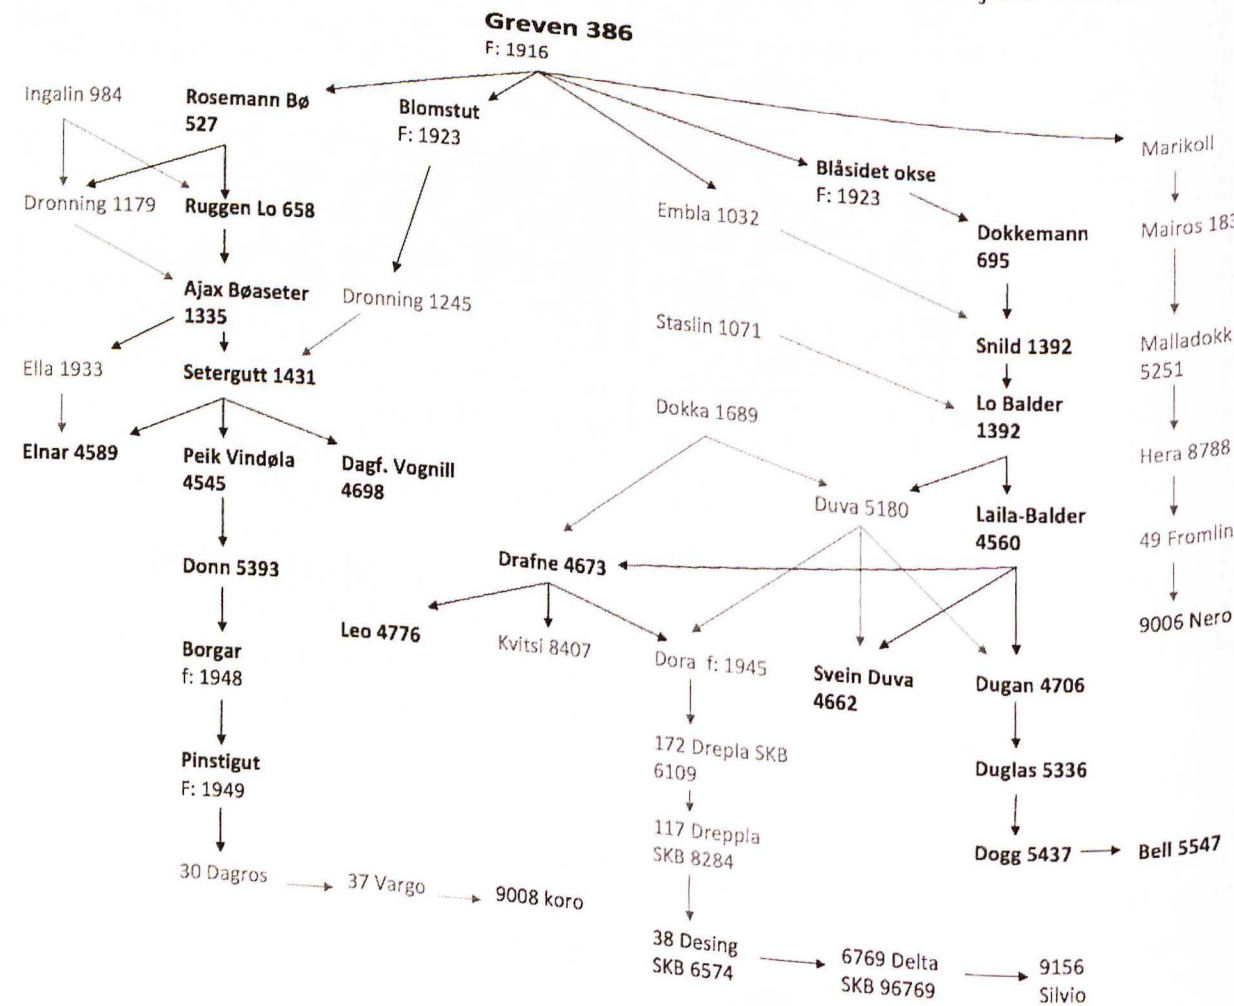 Greven 386
F: 1916
Ingalin 984
Rosemann Bø
527
Blomstut
F: 1923
Marikoll
Blåsidet okse
F: 1923
Dronning 1179
Ruggen Lo 658
Embla 1032
Dokkemann
695
Mairos 183
Ajax Bøaseter
1335
Dronning 1245
Staslin 1071
Snild 1392
Malladokk
5251
Ella 1933
Setergutt 1431
Dokka 1689
Lo Balder
1392
Elnar 4589
Peik Vindøla
4545
Dagf. Vognill
4698
Duva 5180
Laila-Balder
4560
Hera 8788
Donn 5393
Drafne 4673
49 Fromlin
Leo 4776
Kvitsi 8407
9006 Nero
Borgar
f: 1948
Dora f: 1945
Svein Duva
4662
Dugan 4706
Pinstigut
F: 1949
172 Drepla SKB
6109
Duglas 5336
117 Dreppla
SKB 8284
Dogg 5437
Bell 5547
30 Dagros
37 Vargo
9008 koro
38 Desing
SKB 6574
6769 Delta
SKB 96769
9156
Silvio